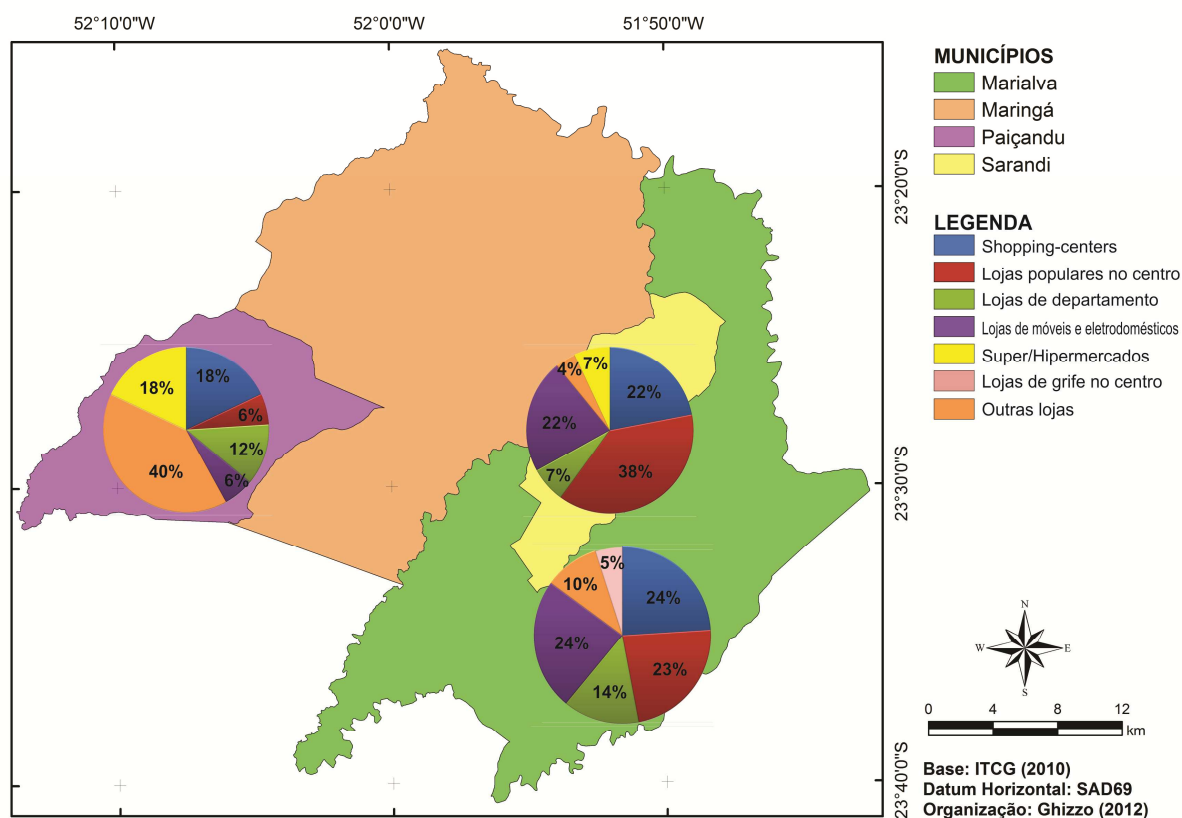 52°10'0"W
52°0'0"W
51°50'0"W
23°20'0"S
23°30'0"S
23°40'0"S
MUNICÍPIOS
Marialva
Maringá
Paiçandu
Sarandi
LEGENDA
Shopping-centers
Lojas populares no centro
Lojas de departamento
Lojas de móveis e eletrodomésticos
Super/Hipermercados
Lojas de grife no centro
Outras lojas
18%
18%
6%
12%
6%
40%
4%
7%
22%
22%
38%
7%
5%
10%
24%
24%
23%
14%
N
W
E
S
0
4
8
12
km
Base: ITCG (2010)
Datum Horizontal: SAD69
Organização: Ghizzo (2012)